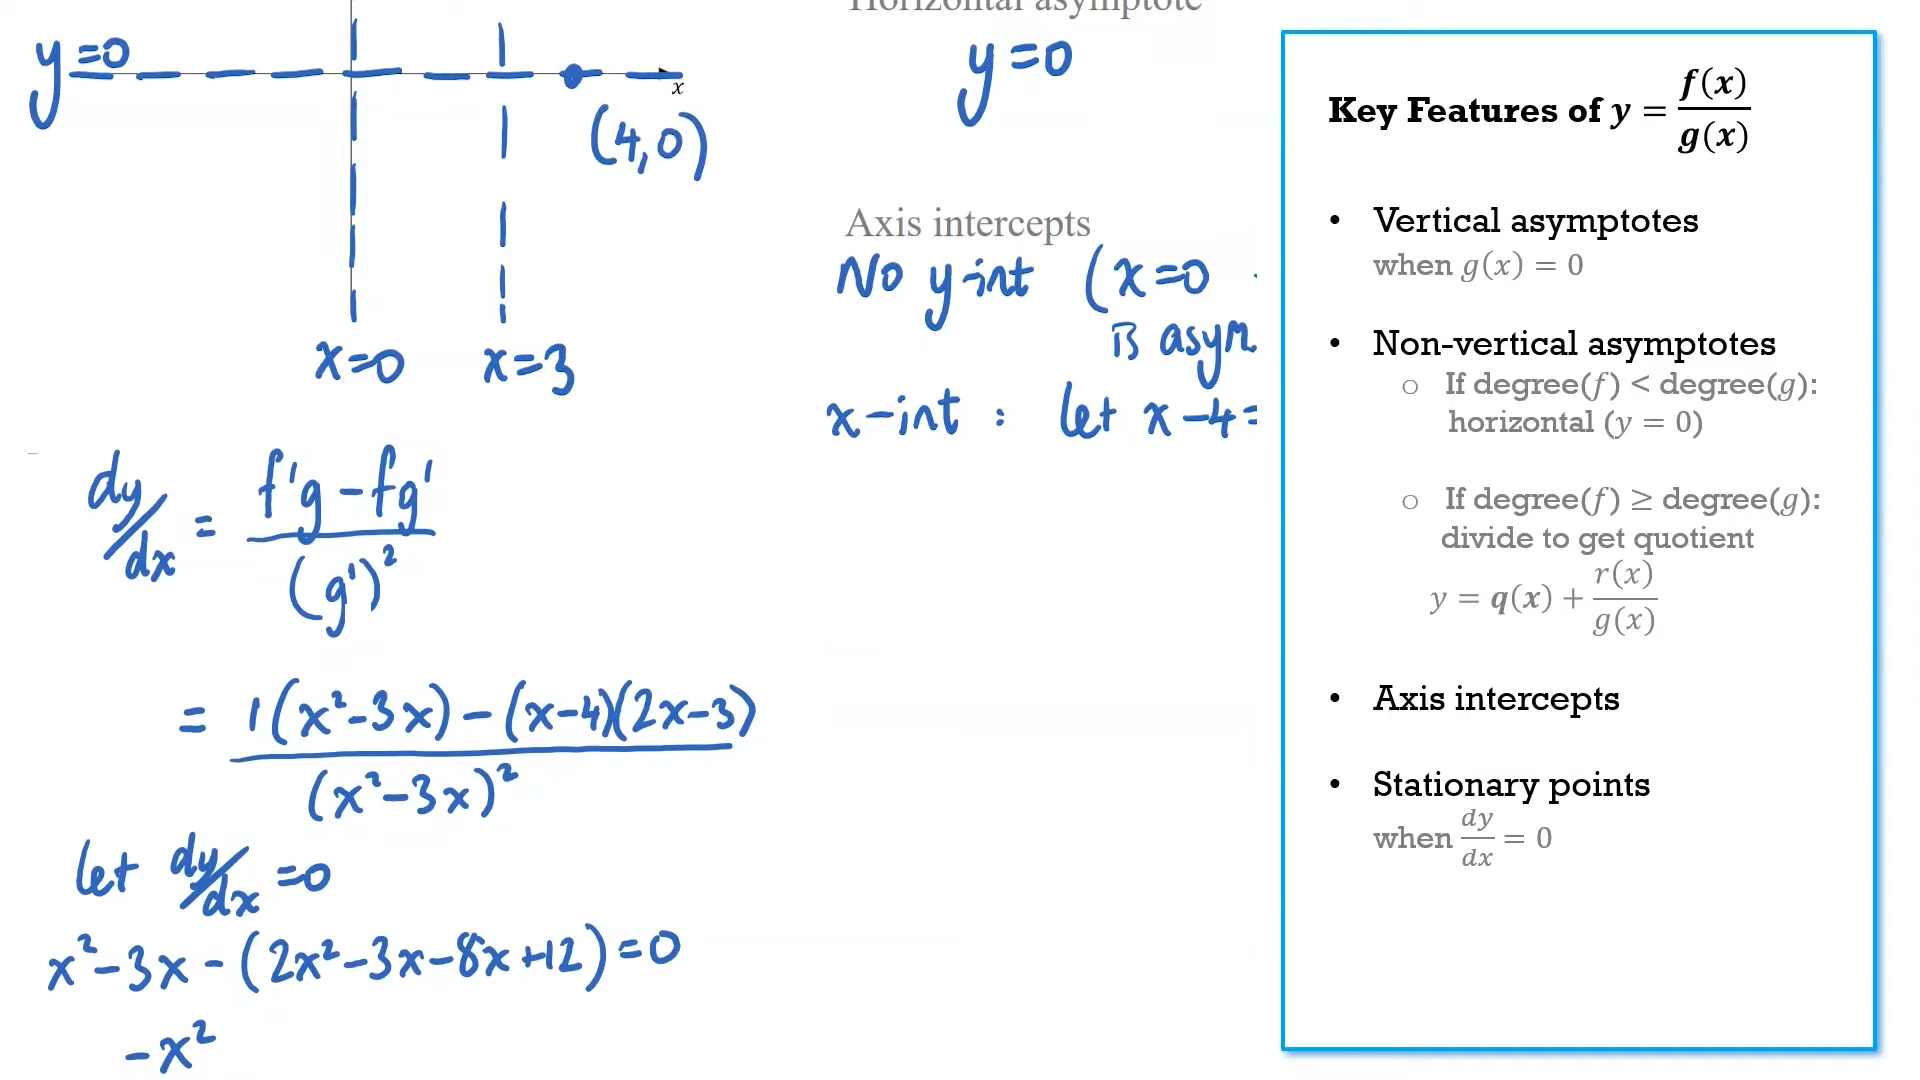 y=0
x
(4,0)
x=0
x=3
dy/dx = f'g - fg' / (g')²
= 1(x²-3x) - (x-4)(2x-3) / (x²-3x)²
let dy/dx =0
x²-3x-(2x²-3x-8x+12)=0
-x²
Horizontal asymptote
y=0
Axis intercepts
No y-int (x=0
is asym
x-int : let x-4=
Key Features of y = f(x)/g(x)
• Vertical asymptotes
when g(x) = 0
• Non-vertical asymptotes
○ If degree(f) < degree(g):
horizontal (y = 0)
○ If degree(f) ≥ degree(g):
divide to get quotient
y = q(x) + r(x)/g(x)
• Axis intercepts
• Stationary points
when dy/dx = 0